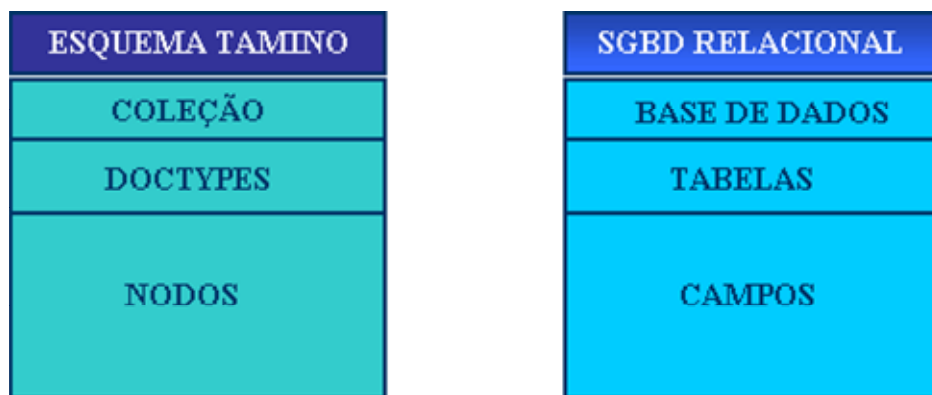 ESQUEMA TAMINO
COLEÇÃO
DOCTYPES
NODOS
SGBD RELACIONAL
BASE DE DADOS
TABELAS
CAMPOS